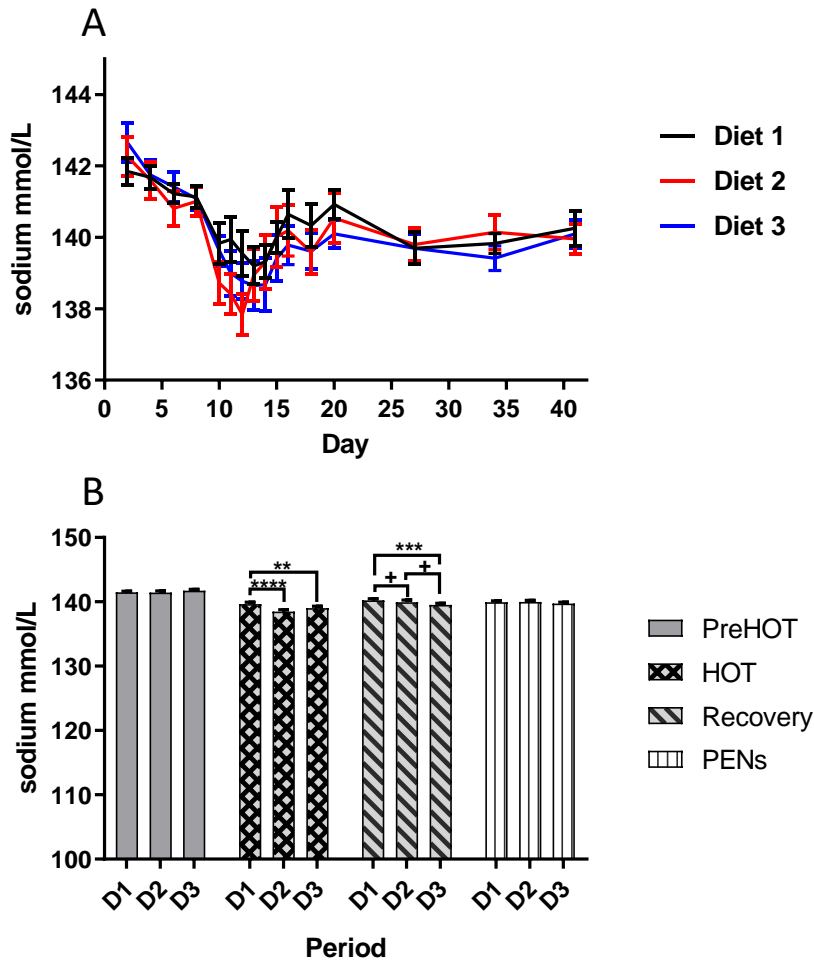 A
sodium mmol/L
144
142
140
138
136
0 5 10 15 20 25 30 35 40
Day
Diet 1
Diet 2
Diet 3
B
sodium mmol/L
150
140
130
120
110
100
**
****
***
+
+
D1 D2 D3 D1 D2 D3 D1 D2 D3 D1 D2 D3
Period
PreHOT
HOT
Recovery
PENs